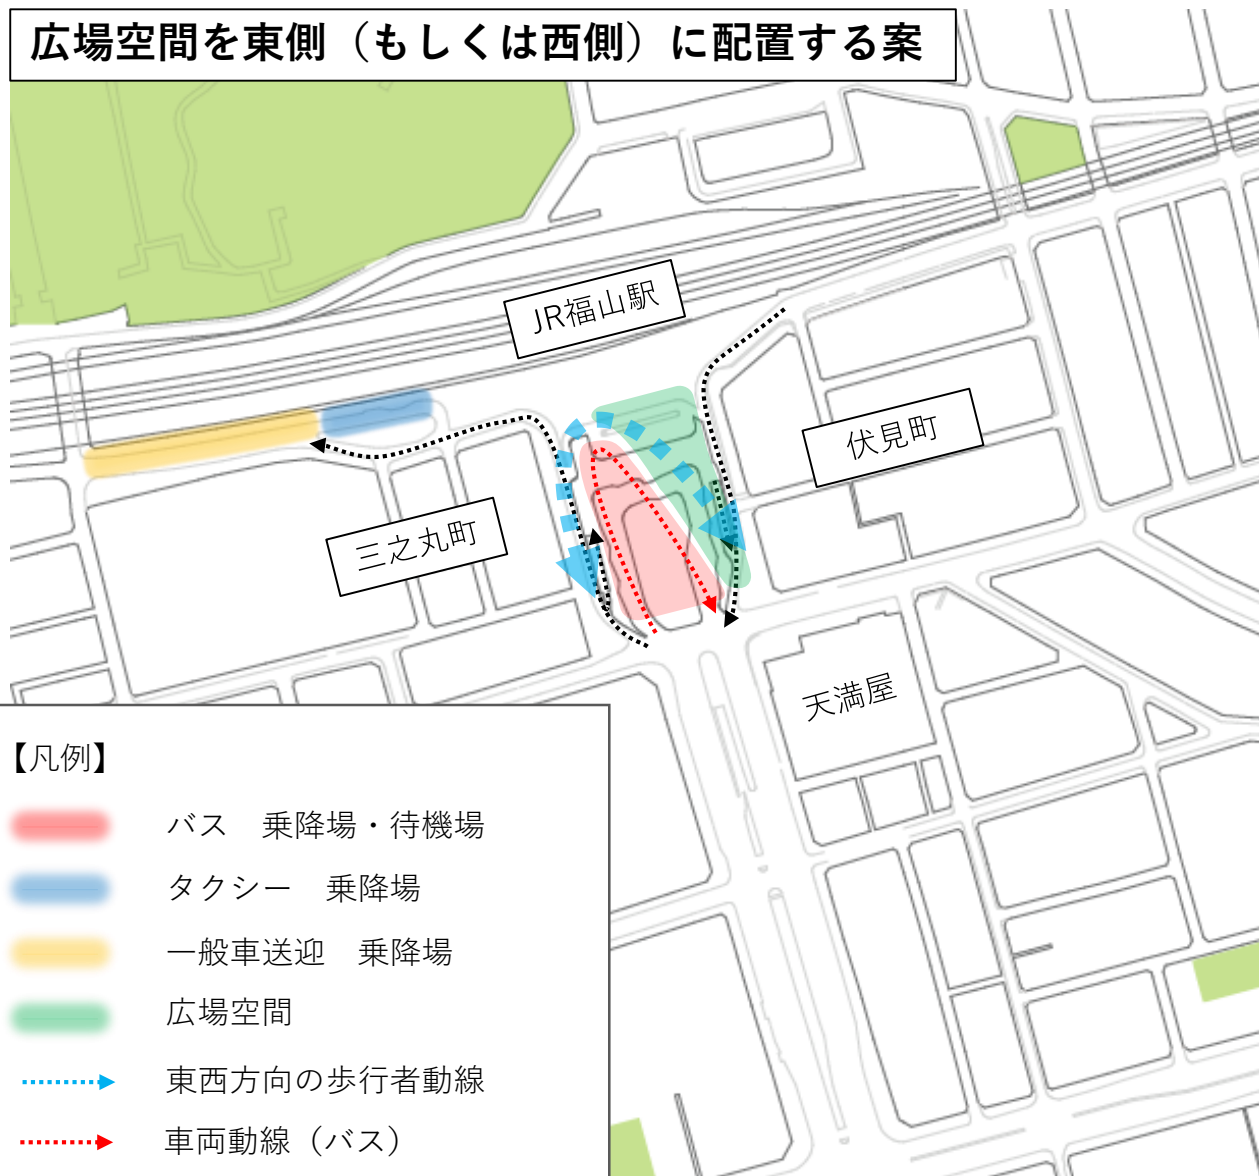 広場空間を東側（もしくは西側）に配置する案
JR福山駅
伏見町
三之丸町
天満屋
【凡例】
バス　乗降場・待機場
タクシー　乗降場
一般車送迎　乗降場
広場空間
東西方向の歩行者動線
車両動線（バス）